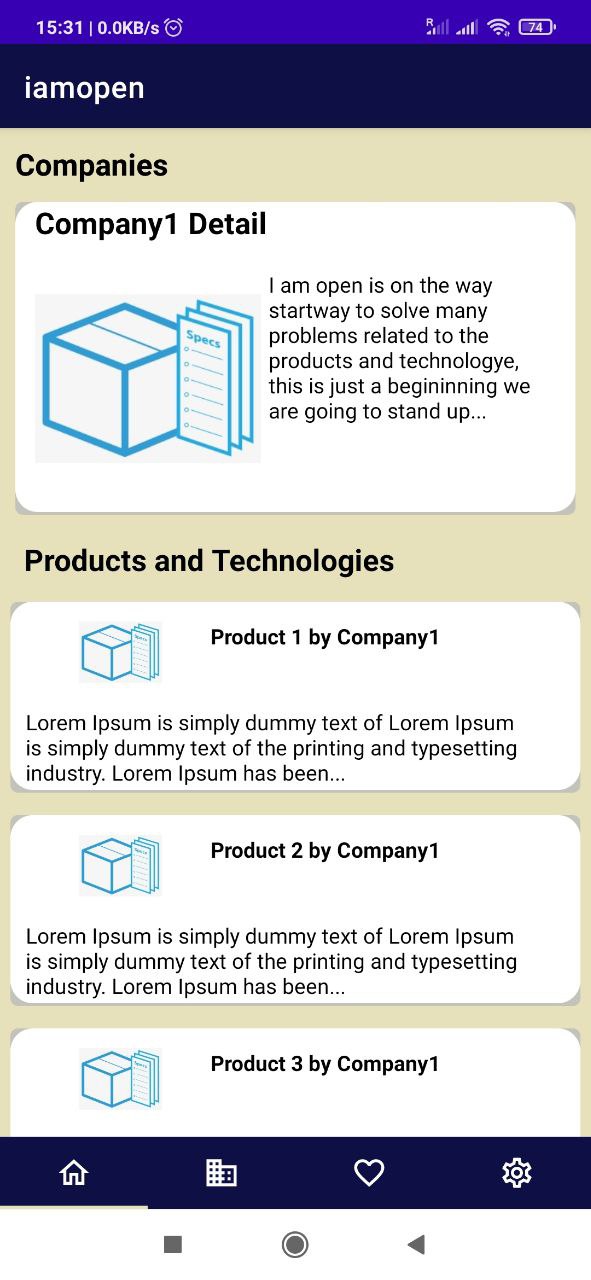 15:31 | 0.0KB/s
R
74
iamopen
Companies
Company1 Detail
Specs
I am open is on the way
startway to solve many
problems related to the
products and technologye,
this is just a begininning we
are going to stand up...
Products and Technologies
Product 1 by Company1
Lorem Ipsum is simply dummy text of Lorem Ipsum
is simply dummy text of the printing and typesetting
industry. Lorem Ipsum has been...
Product 2 by Company1
Lorem Ipsum is simply dummy text of Lorem Ipsum
is simply dummy text of the printing and typesetting
industry. Lorem Ipsum has been...
Product 3 by Company1